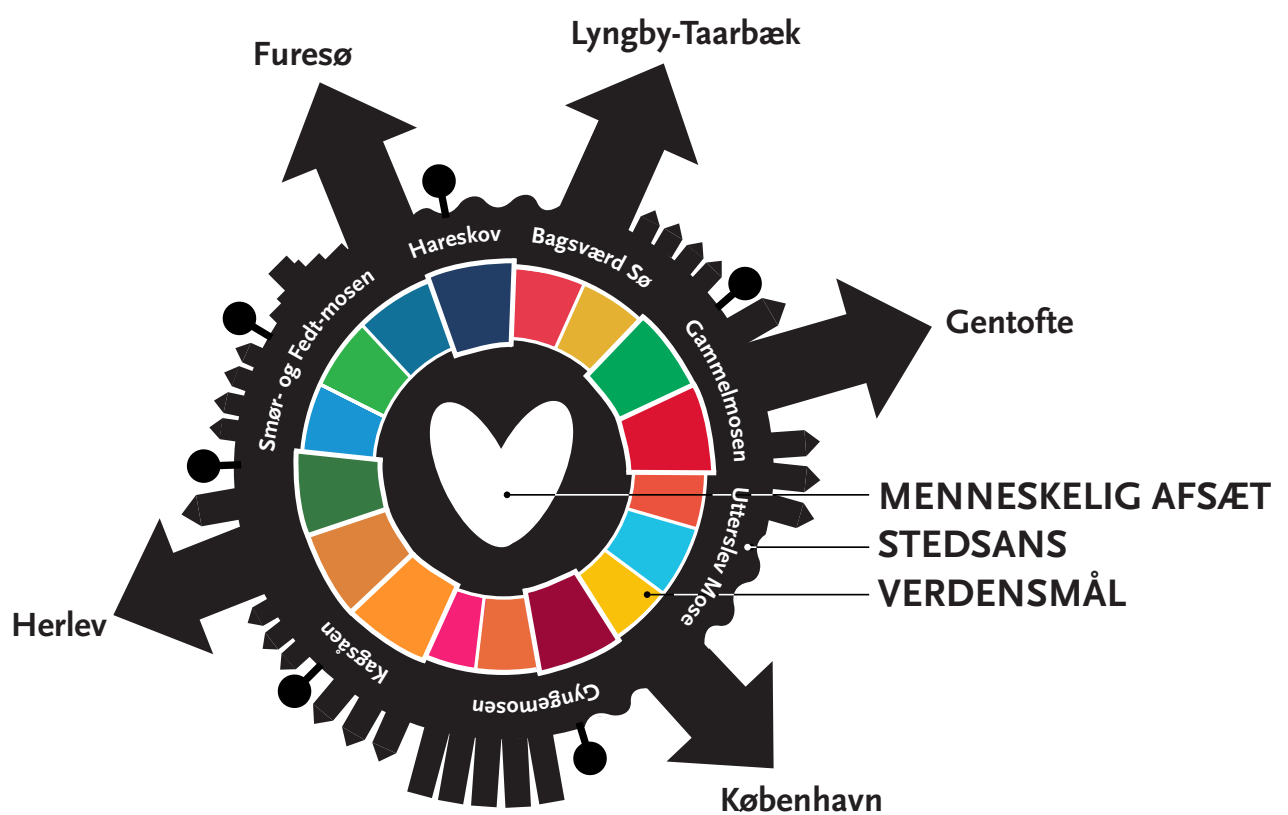 Lyngby-Taarbæk
Furesø
Hareskov
Bagsværd Sø
Smør- og Fedt-mosen
Gammelmosen
Gentofte
Utterslev Mose
MENNESKELIG AFSÆT
STEDSANS
VERDENSMÅL
Herlev
Kagsåen
Gyngemosen
København